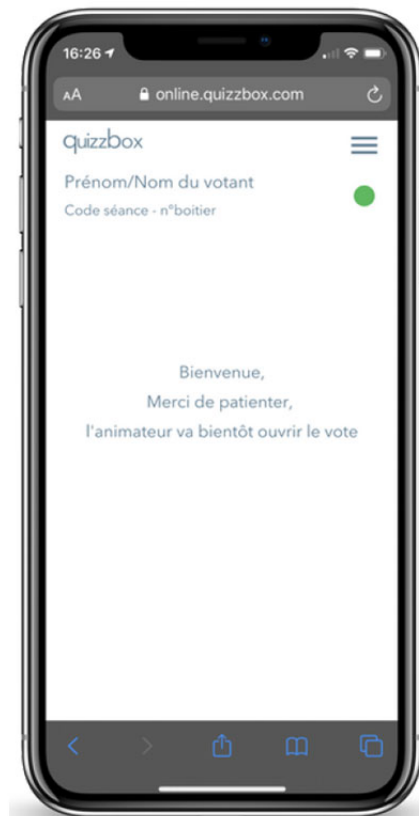 16:26
AA online.quizzbox.com
quizzbox
Prénom/Nom du votant
Code séance - n°boitier
Bienvenue,
Merci de patienter,
l'animateur va bientôt ouvrir le vote